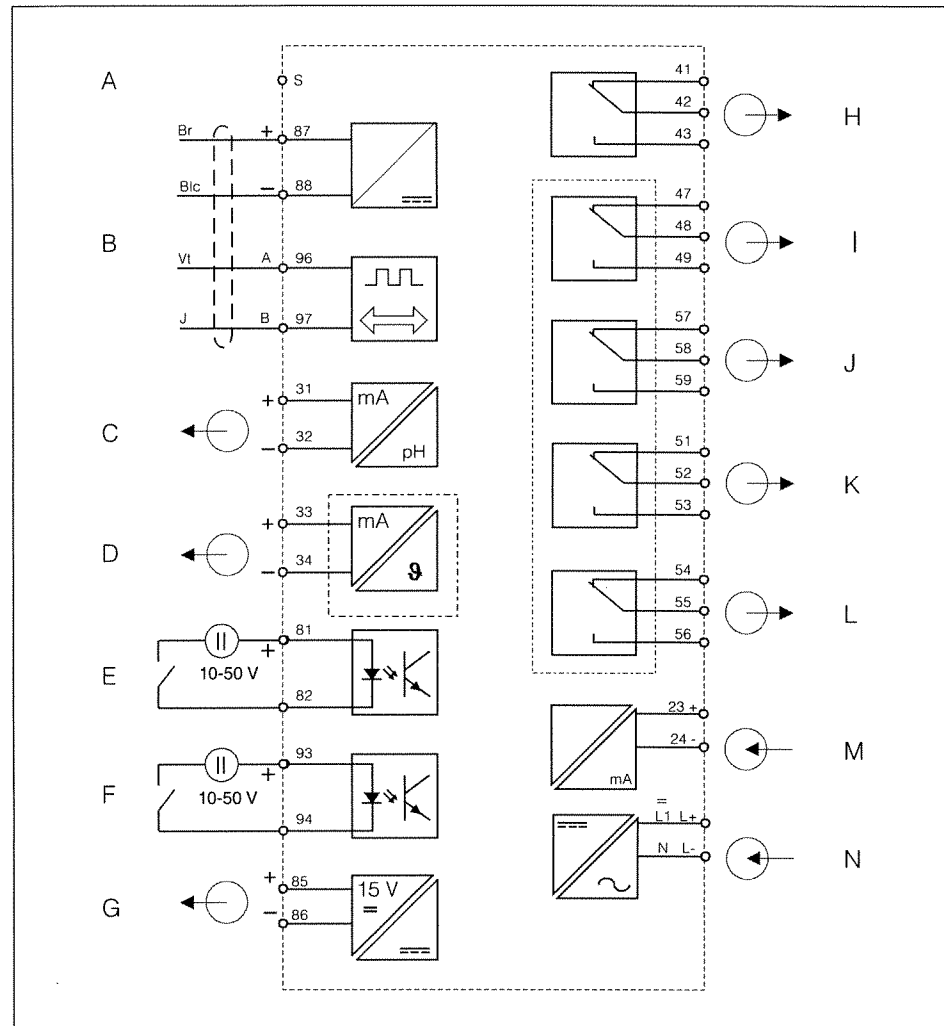 A
S
Br + 87
Blc − 88
B
Vt A 96
J B 97
C
+ 31
mA
− 32
pH
D
+ 33
mA
− 34
ϑ
E
81
+
10-50 V
82
F
93
+
10-50 V
94
G
+ 85
15 V
=
− 86
41
42
43
H
47
48
49
I
57
58
59
J
51
52
53
K
54
55
56
L
23 +
24 -
mA
M
=
L1 L+
N L-
N